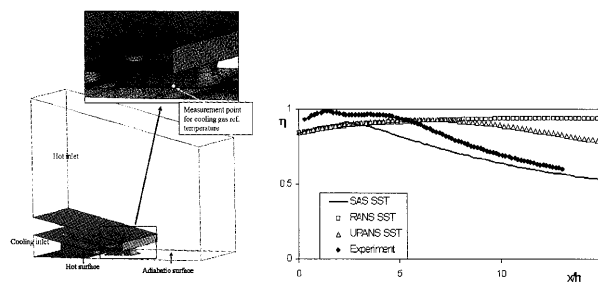 Measurement point
for cooling gas ref.
temperature
Hot inlet
Cooling inlet
Hot surface
Adiabatic surface
η
1
0.5
0
0
5
10
x/h
SAS SST
RANS SST
URANS SST
Experiment